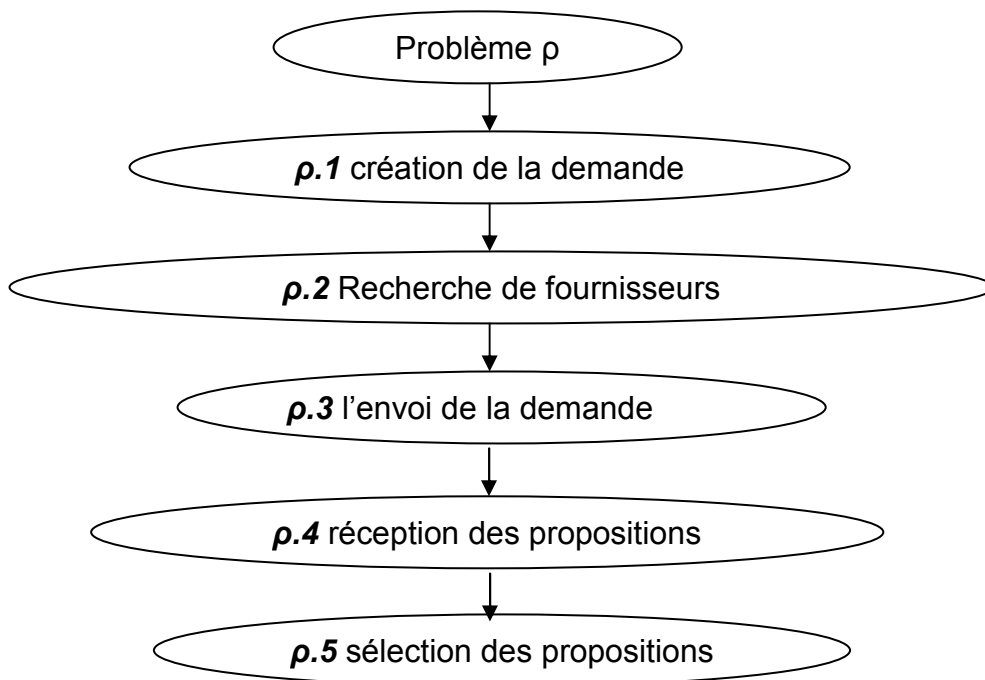 Problème ρ
ρ.1 création de la demande
ρ.2 Recherche de fournisseurs
ρ.3 l’envoi de la demande
ρ.4 réception des propositions
ρ.5 sélection des propositions